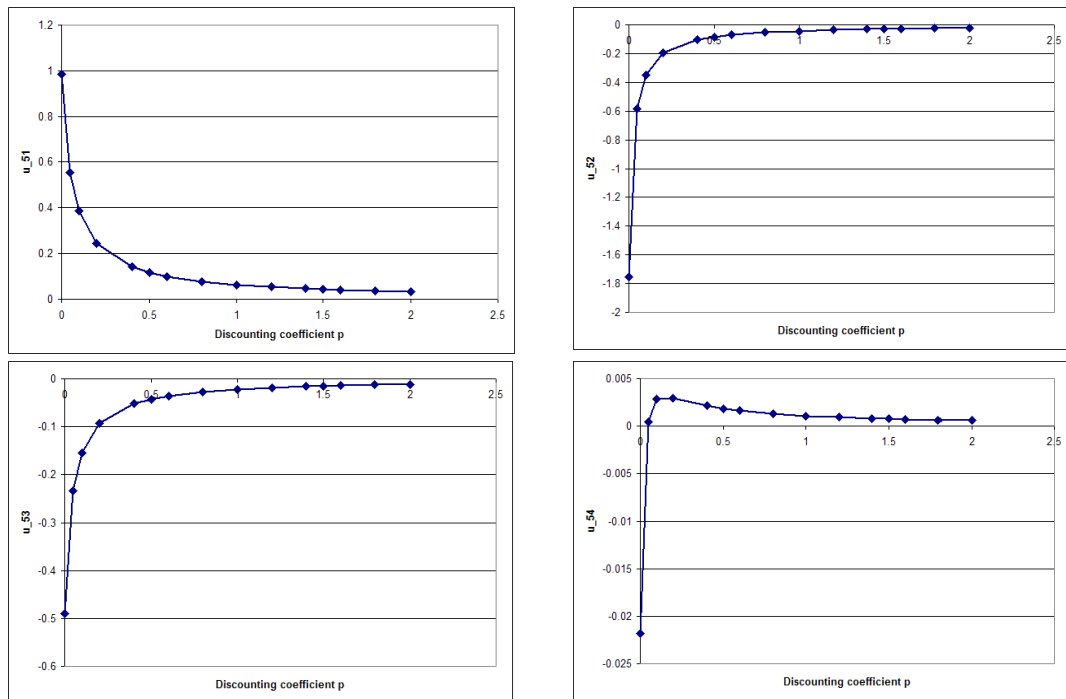 1.2
1
0.8
0.6
0.4
0.2
0
0 0.5 1 1.5 2 2.5
u_51
Discounting coefficient p
0
-0.2
-0.4
-0.6
-0.8
-1
-1.2
-1.4
-1.6
-1.8
-2
0 0.5 1 1.5 2 2.5
u_52
Discounting coefficient p
0
-0.1
-0.2
-0.3
-0.4
-0.5
-0.6
0 0.5 1 1.5 2 2.5
u_53
Discounting coefficient p
0.005
0
-0.005
-0.01
-0.015
-0.02
-0.025
0 0.5 1 1.5 2 2.5
u_54
Discounting coefficient p